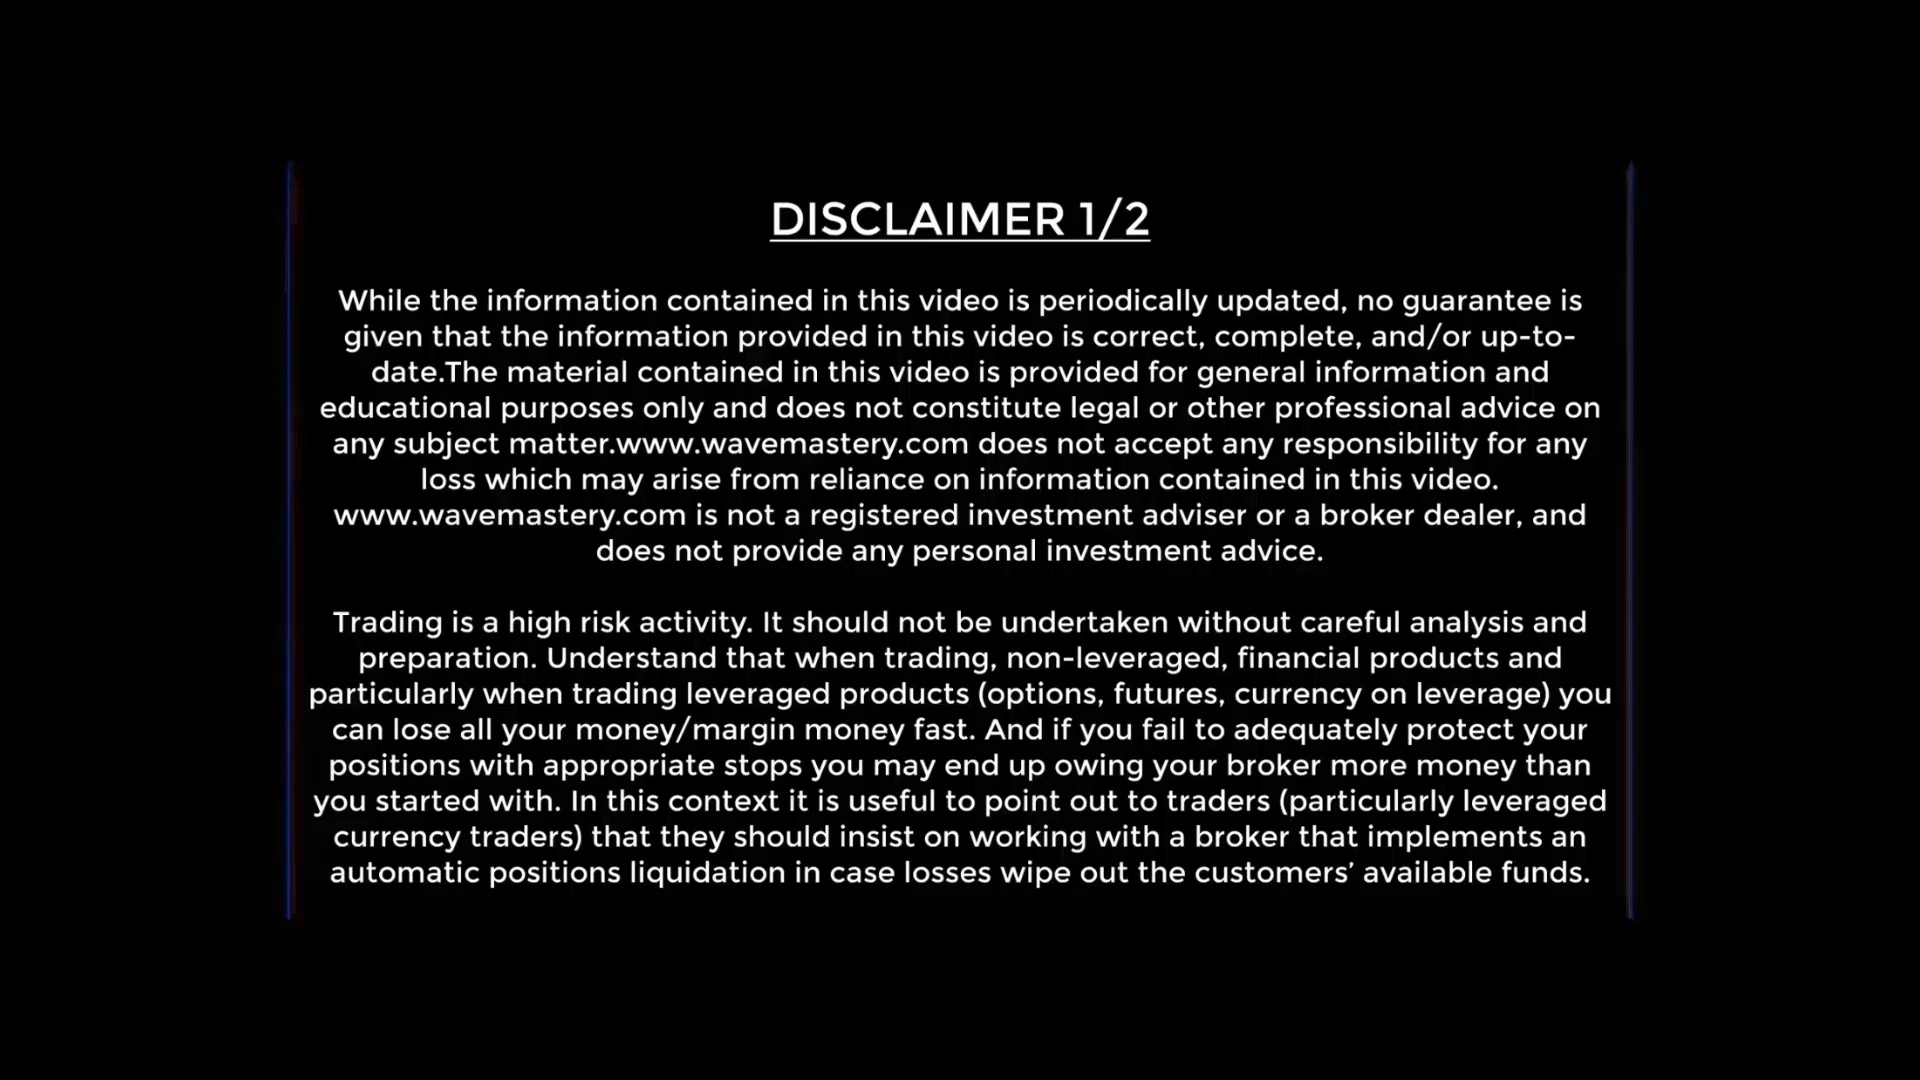 DISCLAIMER 1/2
While the information contained in this video is periodically updated, no guarantee is
given that the information provided in this video is correct, complete, and/or up-to-
date.The material contained in this video is provided for general information and
educational purposes only and does not constitute legal or other professional advice on
any subject matter.www.wavemastery.com does not accept any responsibility for any
loss which may arise from reliance on information contained in this video.
www.wavemastery.com is not a registered investment adviser or a broker dealer, and
does not provide any personal investment advice.
Trading is a high risk activity. It should not be undertaken without careful analysis and
preparation. Understand that when trading, non-leveraged, financial products and
particularly when trading leveraged products (options, futures, currency on leverage) you
can lose all your money/margin money fast. And if you fail to adequately protect your
positions with appropriate stops you may end up owing your broker more money than
you started with. In this context it is useful to point out to traders (particularly leveraged
currency traders) that they should insist on working with a broker that implements an
automatic positions liquidation in case losses wipe out the customers’ available funds.